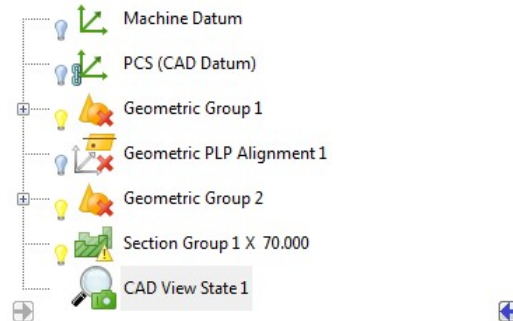 Machine Datum
PCS (CAD Datum)
Geometric Group 1
Geometric PLP Alignment 1
Geometric Group 2
Section Group 1 X 70.000
CAD View State 1